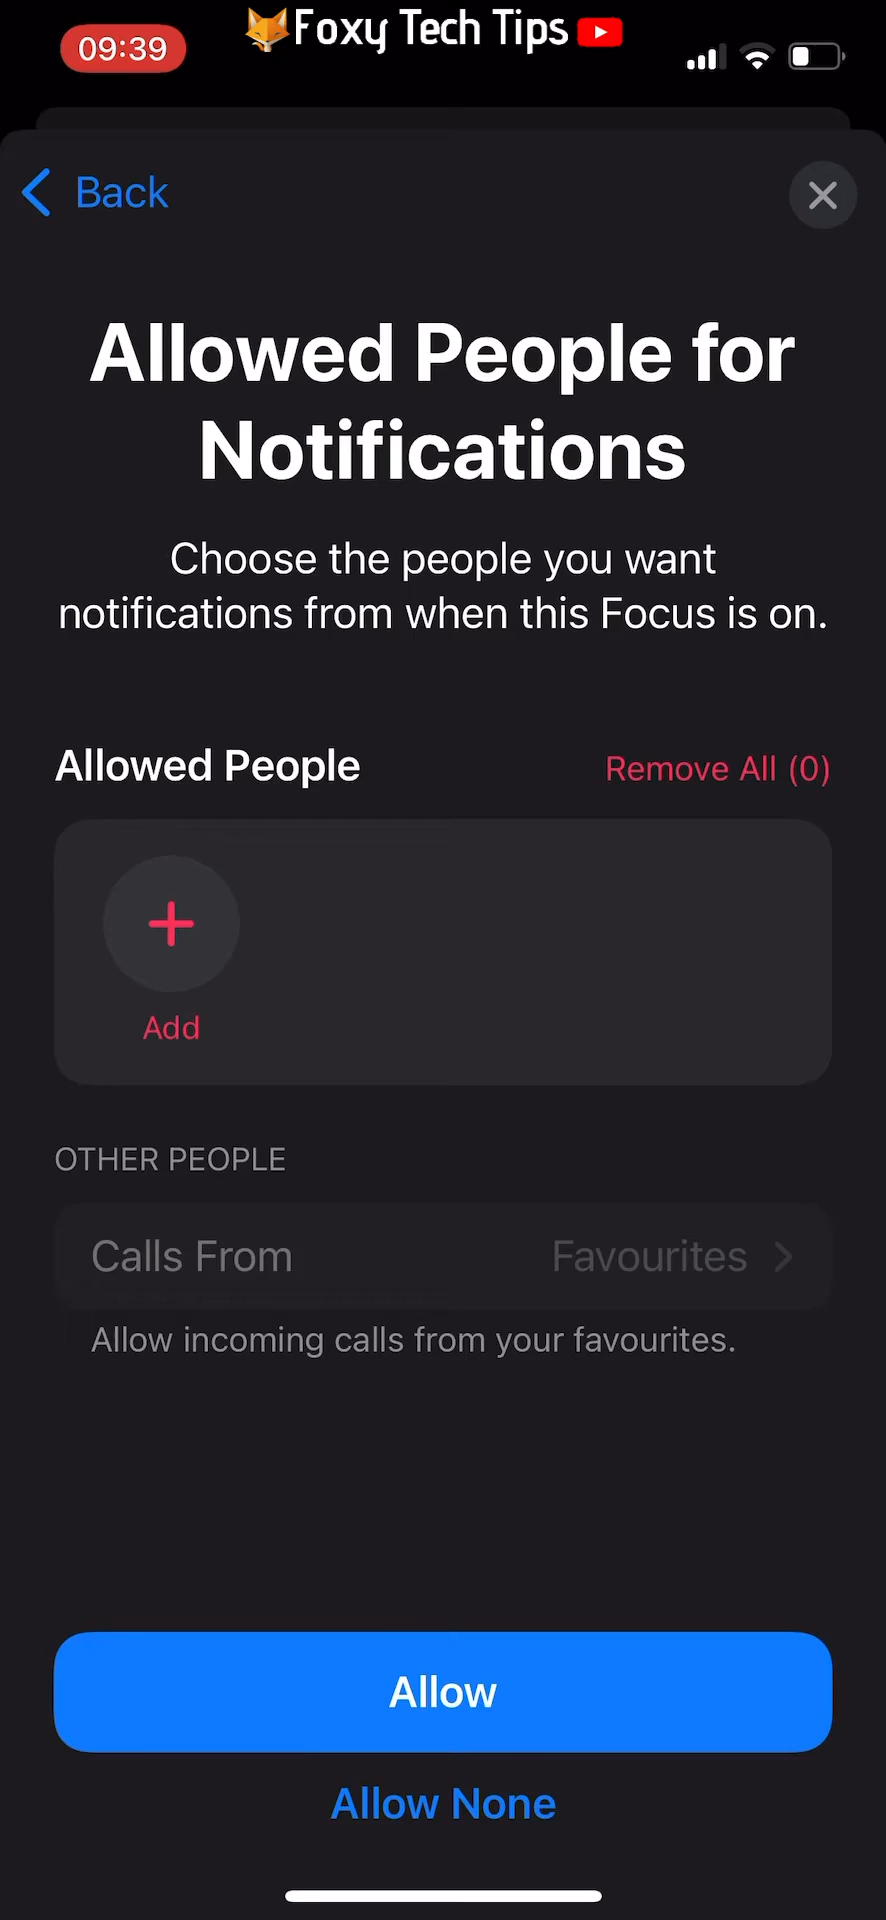 09:39
Foxy Tech Tips
Back
Allowed People for
Notifications
Choose the people you want
notifications from when this Focus is on.
Allowed People
Remove All (0)
Add
OTHER PEOPLE
Calls From
Favourites
Allow incoming calls from your favourites.
Allow
Allow None